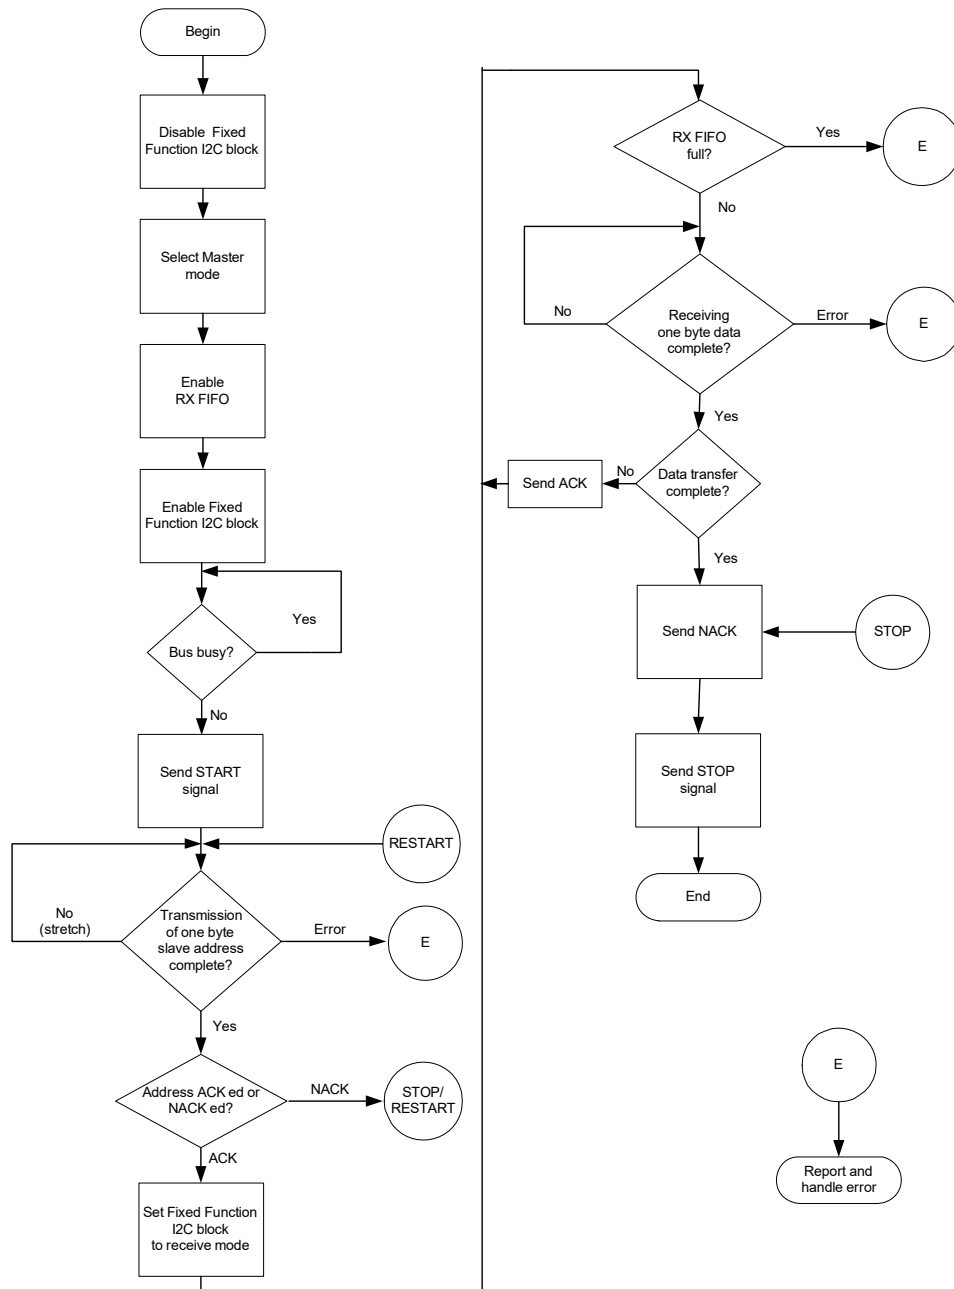 Begin
Disable Fixed
Function I2C block
Select Master
mode
Enable
RX FIFO
Enable Fixed
Function I2C block
Yes
Bus busy?
No
Send START
signal
RESTART
No
(stretch)
Transmission
of one byte
slave address
complete?
Error
E
Yes
Address ACK ed or
NACK ed?
NACK
STOP/
RESTART
ACK
Set Fixed Function
I2C block
to receive mode
RX FIFO
full?
Yes
E
No
No
Receiving
one byte data
complete?
Error
E
Yes
Send ACK
No
Data transfer
complete?
Yes
Send NACK
STOP
Send STOP
signal
End
E
Report and
handle error